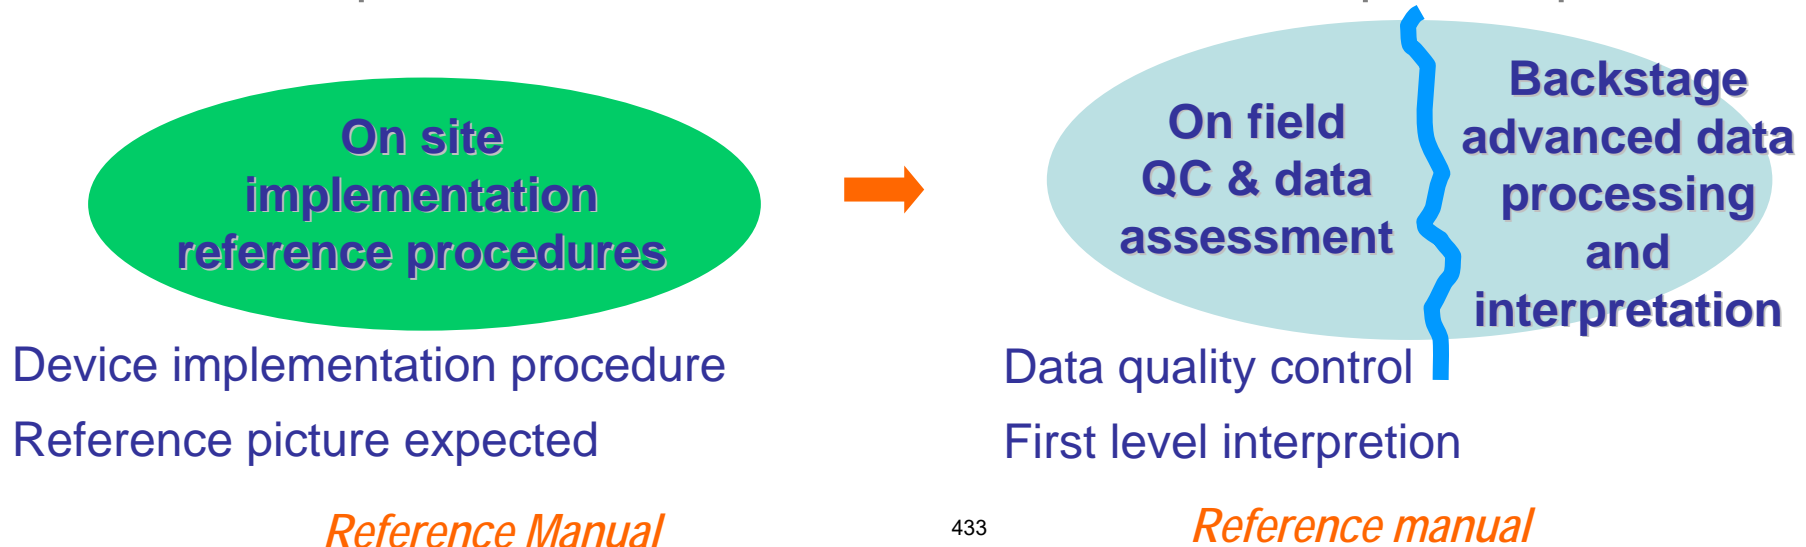 On site
implementation
reference procedures
On field
QC & data
assessment
Backstage
advanced data
processing
and
interpretation
Device implementation procedure
Reference picture expected
Data quality control
First level interpretion
Reference Manual
433
Reference manual